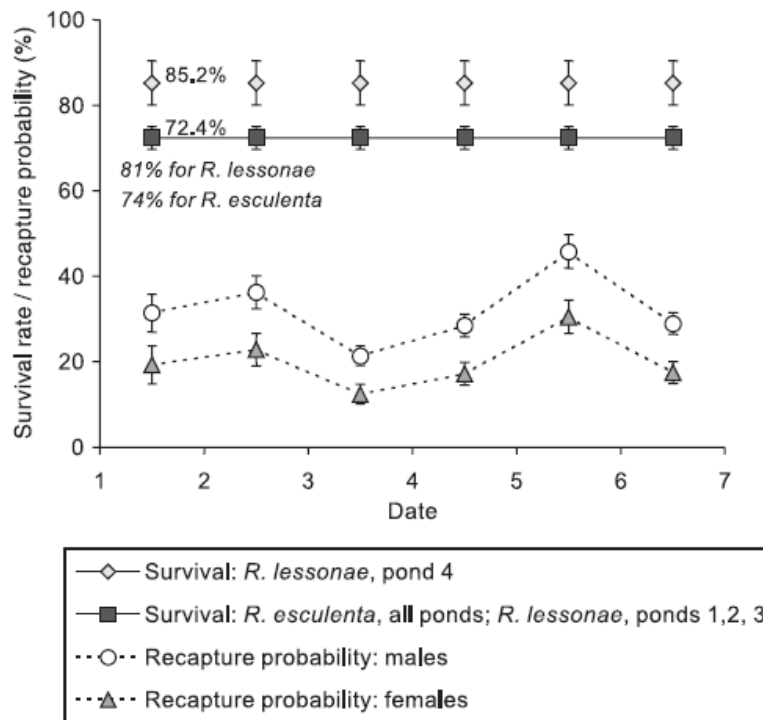 Survival rate / recapture probability (%)
100
80
60
40
20
0
85.2%
72.4%
81% for R. lessonae
74% for R. esculenta
1 2 3 4 5 6 7
Date
Survival: R. lessonae, pond 4
Survival: R. esculenta, all ponds; R. lessonae, ponds 1,2, 3
Recapture probability: males
Recapture probability: females